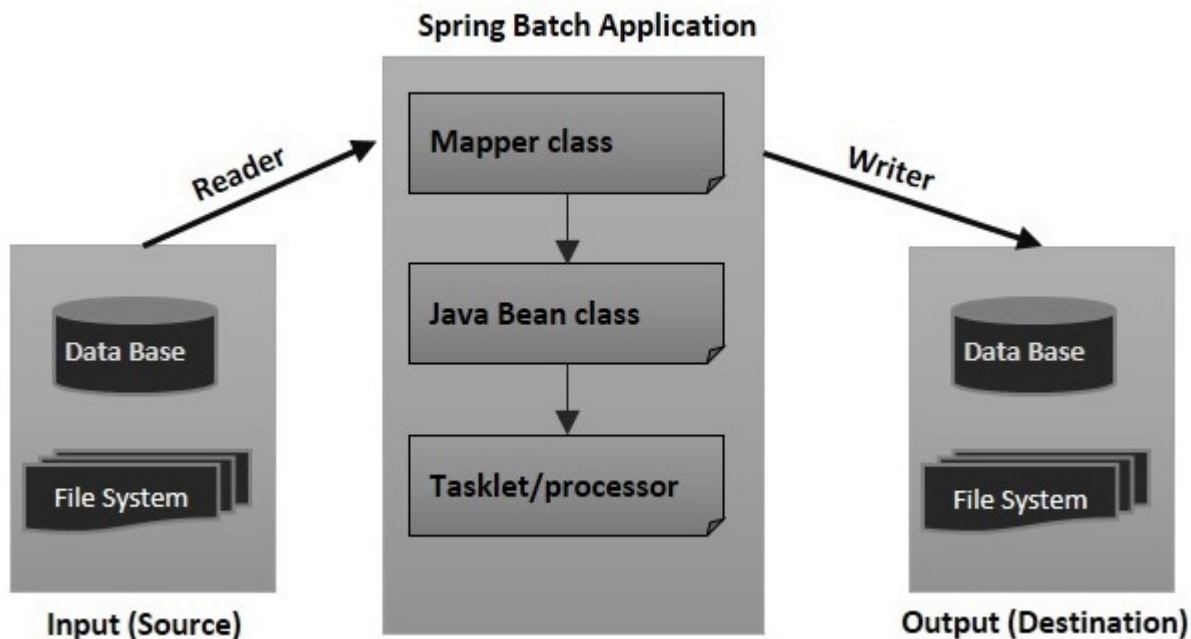 Spring Batch Application
Reader
Writer
Mapper class
Java Bean class
Tasklet/processor
Data Base
File System
Input (Source)
Data Base
File System
Output (Destination)